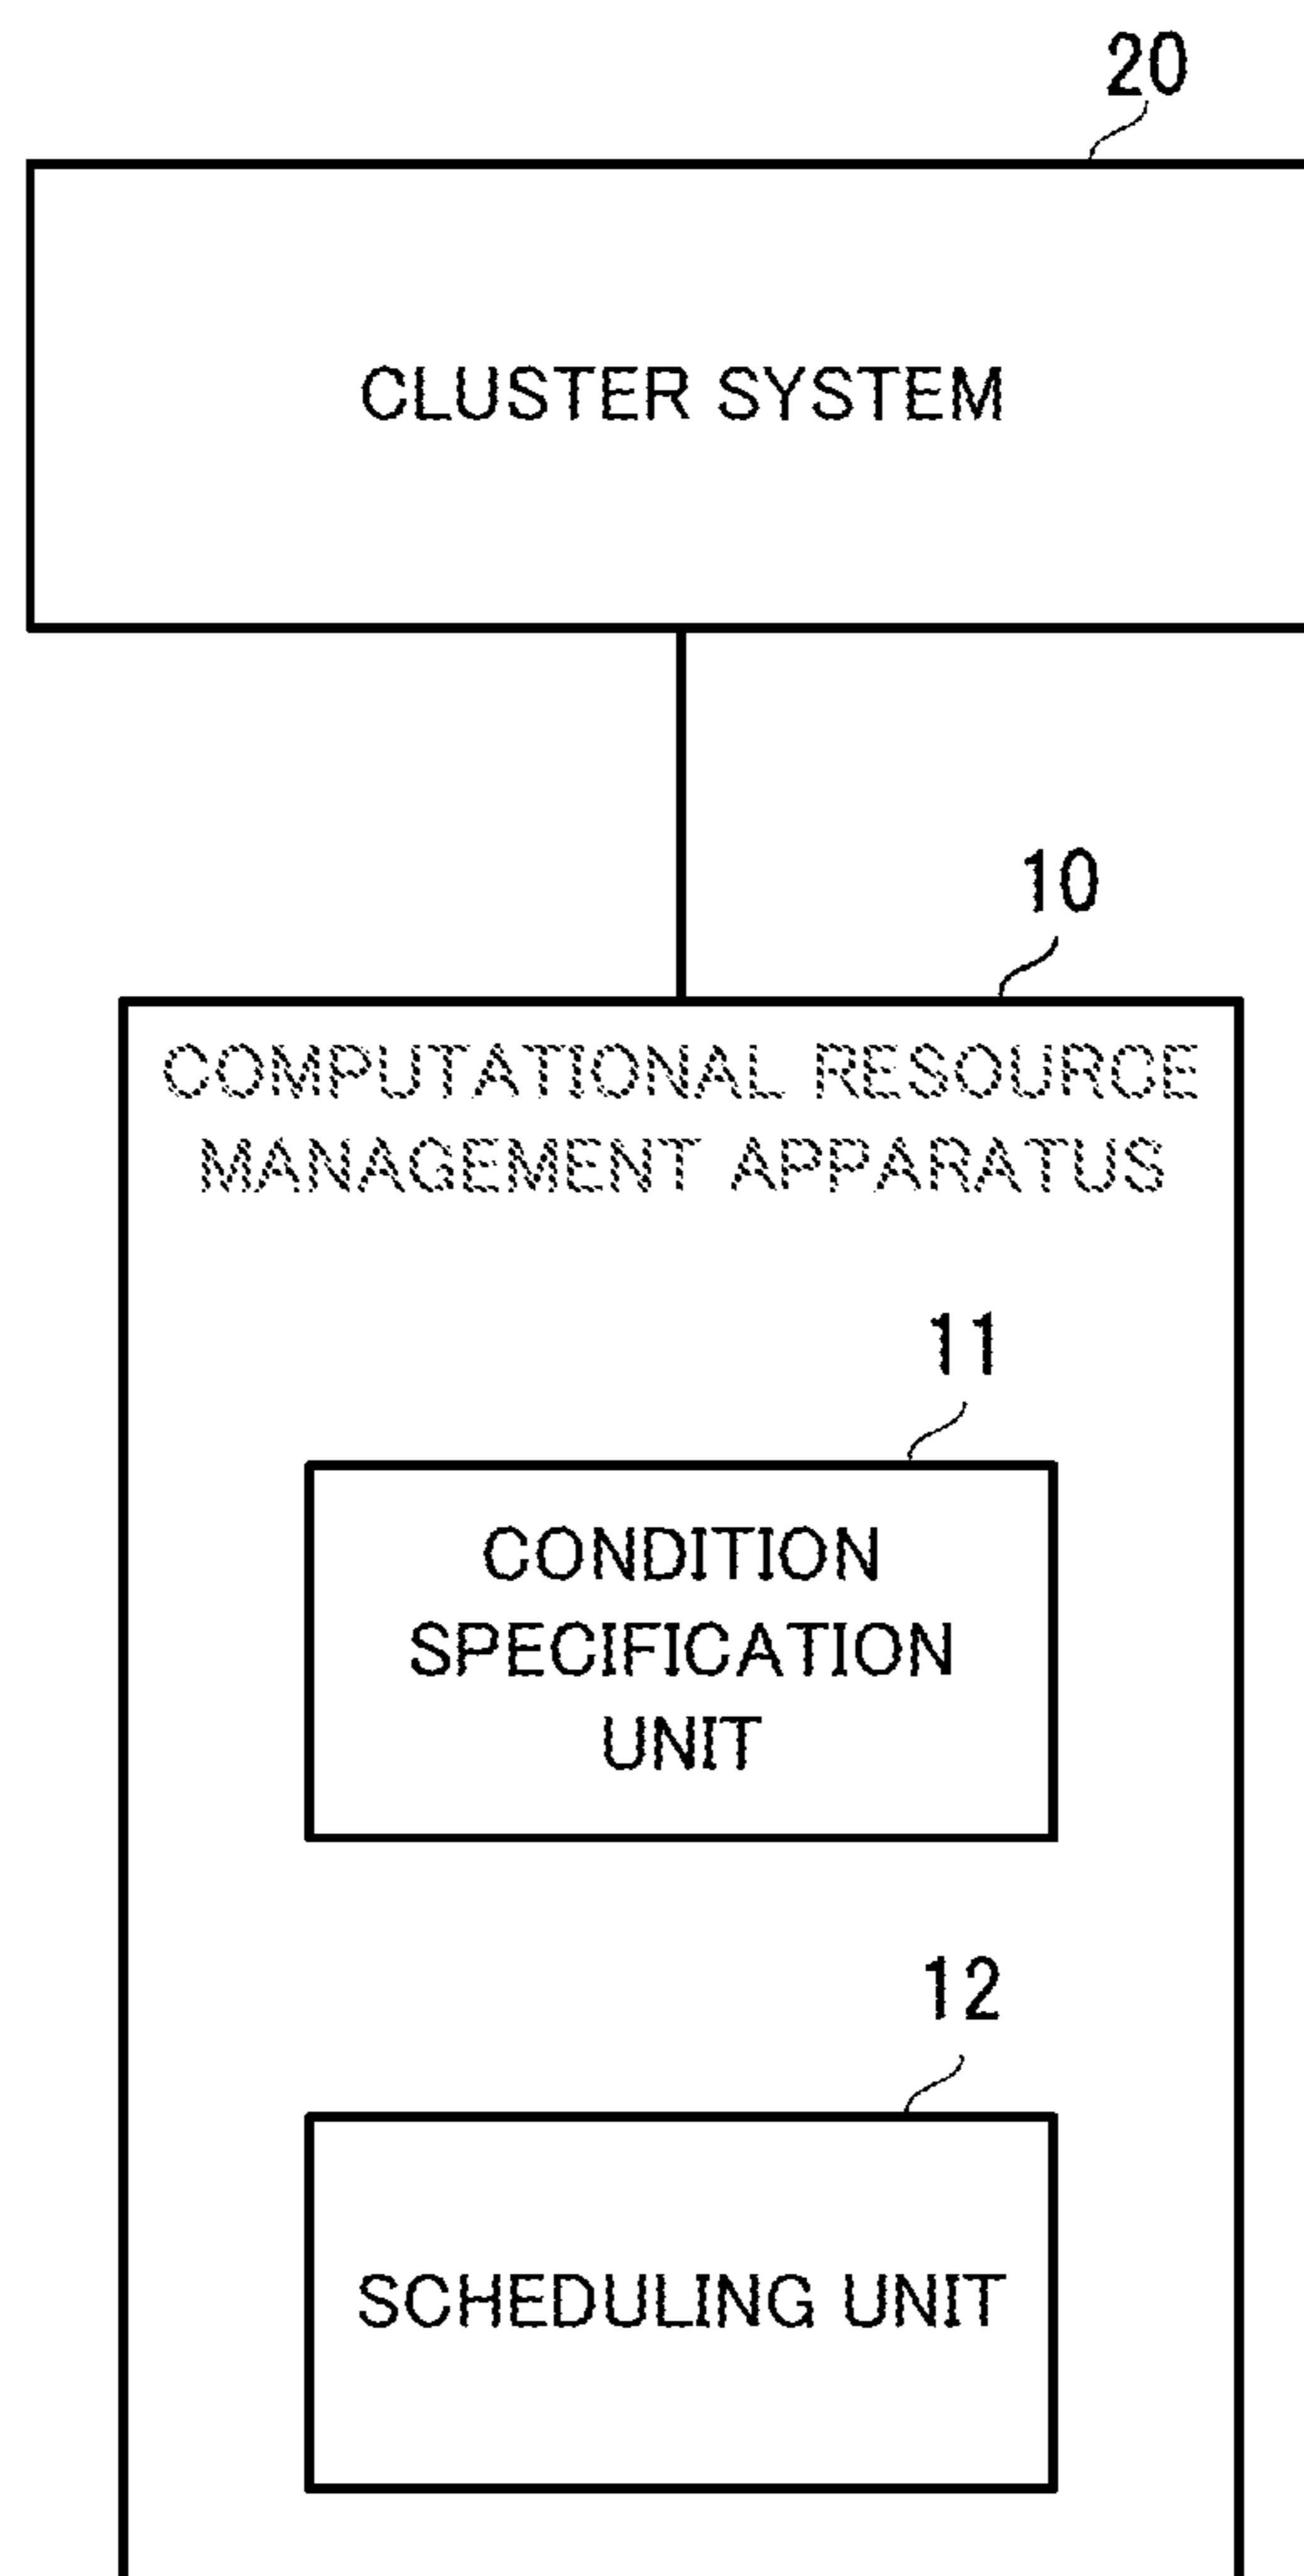 20
CLUSTER SYSTEM
10
COMPUTATIONAL RESOURCE
MANAGEMENT APPARATUS
11
CONDITION
SPECIFICATION
UNIT
12
SCHEDULING UNIT